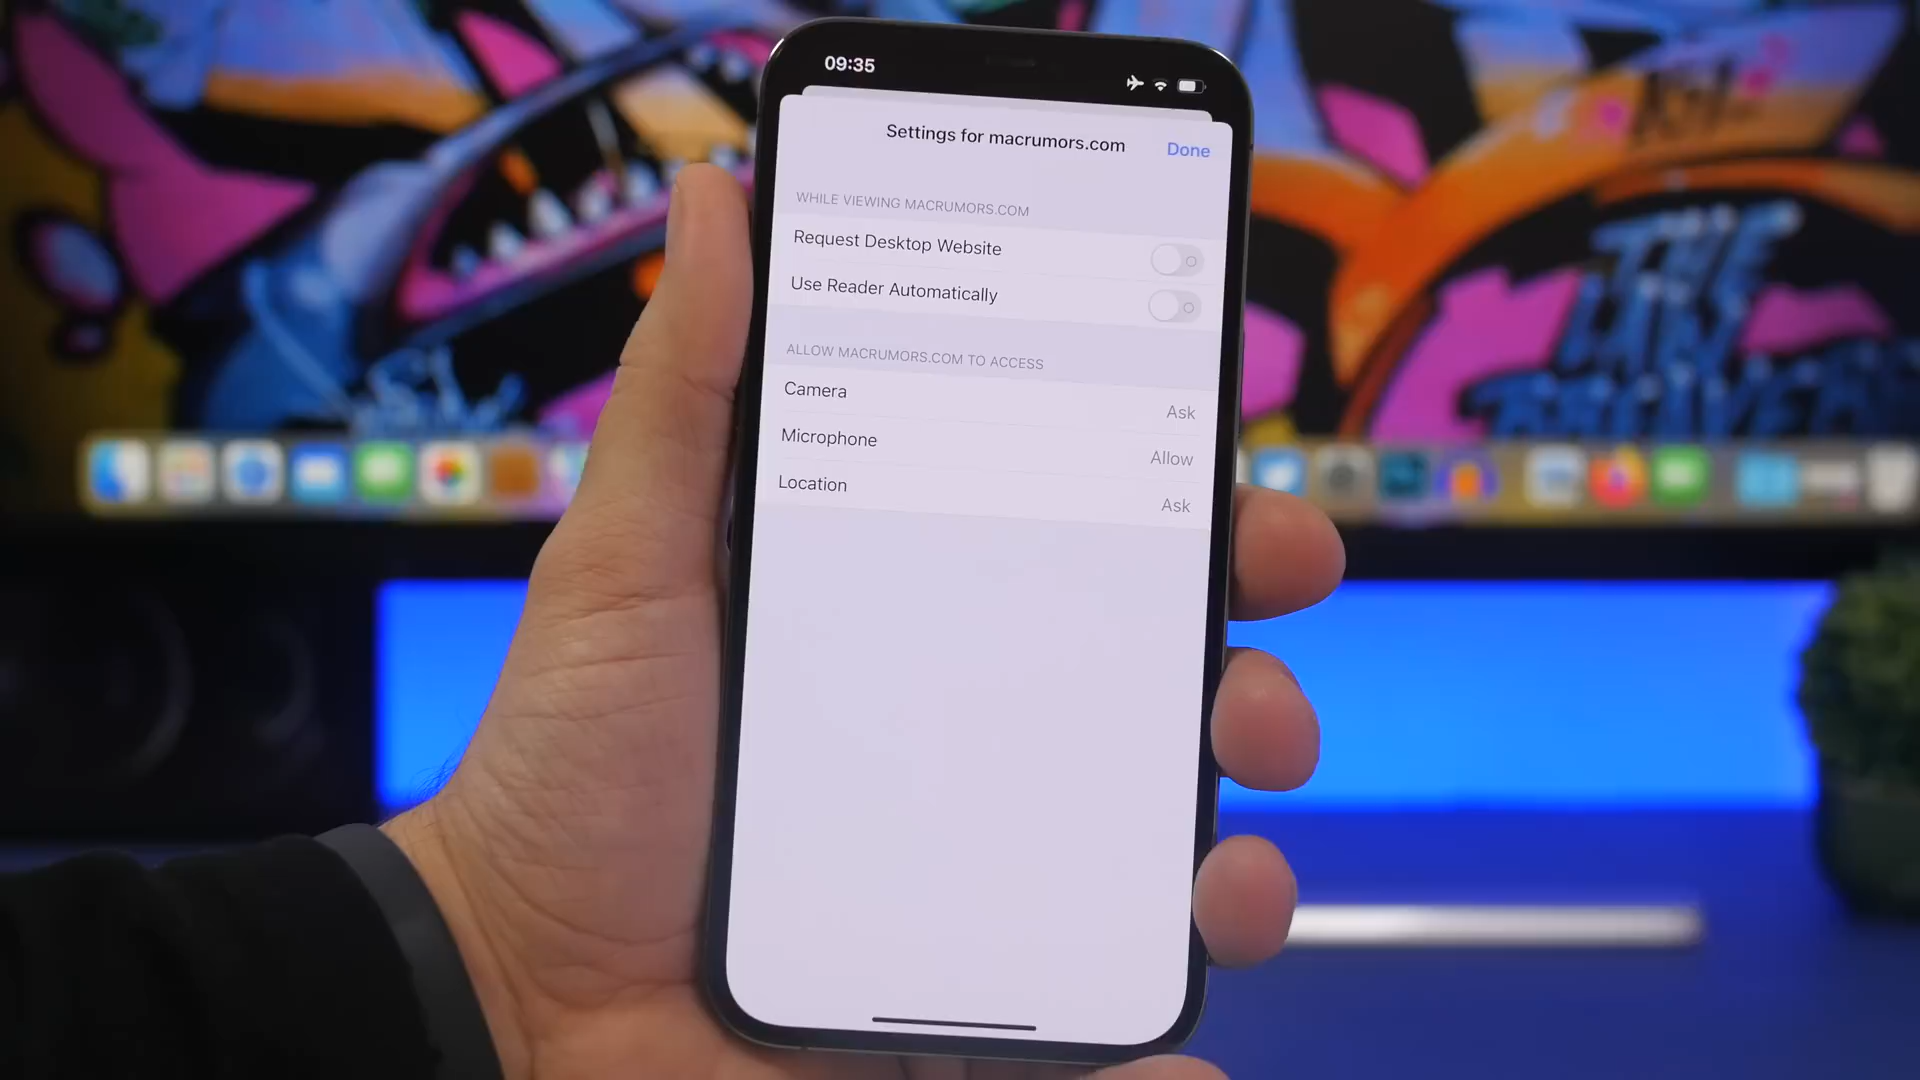 09:35
Settings for macrumors.com
Done
WHILE VIEWING MACRUMORS.COM
Request Desktop Website
Use Reader Automatically
ALLOW MACRUMORS.COM TO ACCESS
Camera
Ask
Microphone
Allow
Location
Ask
THE